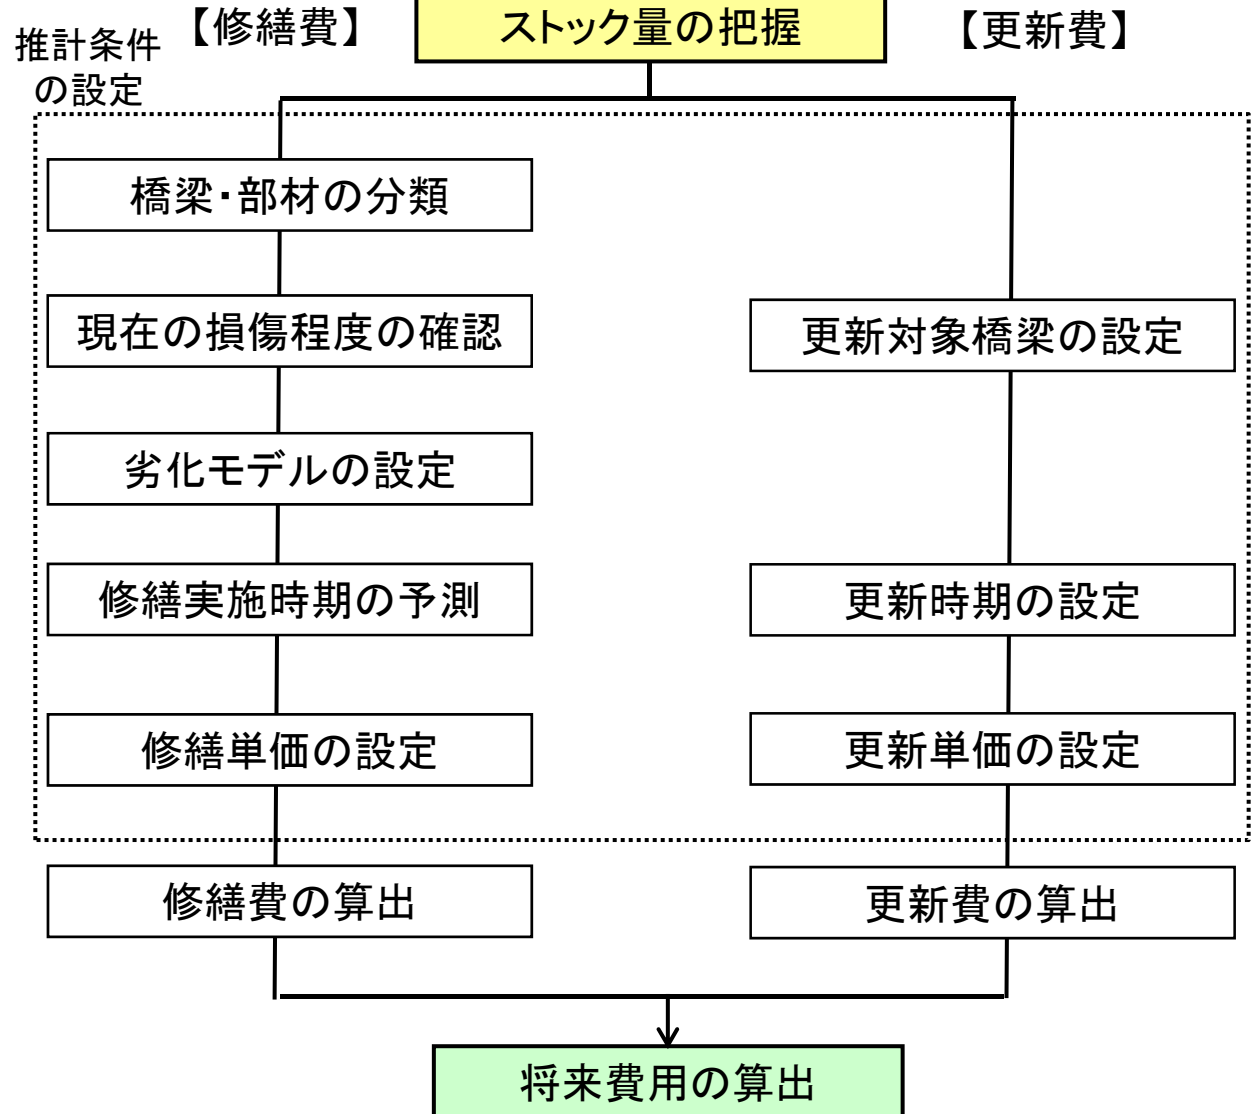 【修繕費】
ストック量の把握
【更新費】
推計条件
の設定
橋梁・部材の分類
現在の損傷程度の確認
更新対象橋梁の設定
劣化モデルの設定
修繕実施時期の予測
更新時期の設定
修繕単価の設定
更新単価の設定
修繕費の算出
更新費の算出
将来費用の算出